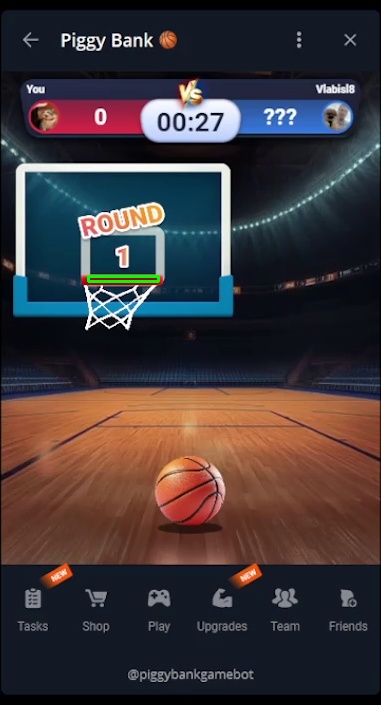 Piggy Bank 🏀
You
VS
Vlabisl8
0
00:27
???
ROUND
1
NEW
NEW
Tasks
Shop
Play
Upgrades
Team
Friends
@piggybankgamebot